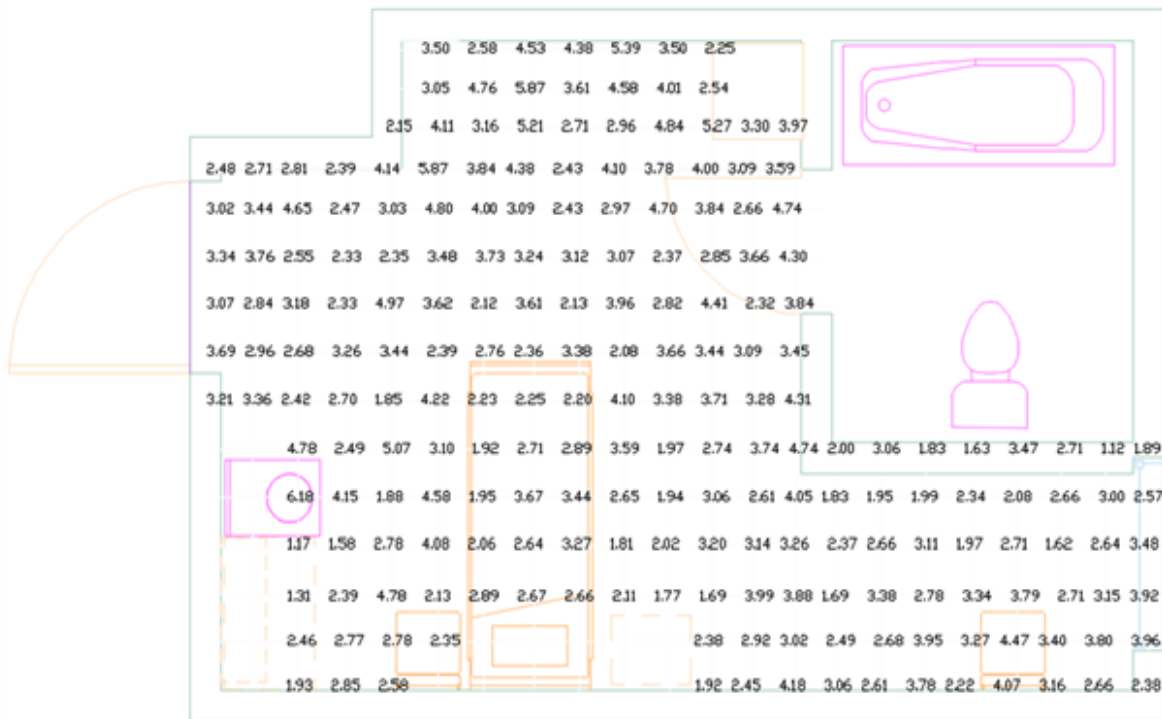 3.50 2.58 4.53 4.38 5.39 3.50 2.25
3.05 4.76 5.87 3.61 4.58 4.01 2.54
2.15 4.11 3.16 5.21 2.71 2.96 4.84 5.27 3.30 3.97
2.48 2.71 2.81 2.39 4.14 5.87 3.84 4.38 2.43 4.10 3.78 4.00 3.09 3.59
3.02 3.44 4.65 2.47 3.03 4.80 4.00 3.09 2.43 2.97 4.70 3.84 2.66 4.74
3.34 3.76 2.55 2.33 2.35 3.48 3.73 3.24 3.12 3.07 2.37 2.85 3.66 4.30
3.07 2.84 3.18 2.33 4.97 3.62 2.12 3.61 2.13 3.96 2.82 4.41 2.32 3.84
3.69 2.96 2.68 3.26 3.44 2.39 2.76 2.36 3.38 2.08 3.66 3.44 3.09 3.45
3.21 3.36 2.42 2.70 1.85 4.22 2.23 2.25 2.20 4.10 3.38 3.71 3.28 4.31
4.78 2.49 5.07 3.10 1.92 2.71 2.89 3.59 1.97 2.74 3.74 4.74 2.00 3.06 1.83 1.63 3.47 2.71 1.12 1.89
6.18 4.15 1.88 4.58 1.95 3.67 3.44 2.65 1.94 3.06 2.61 4.05 1.83 1.95 1.99 2.34 2.08 2.66 3.00 2.57
1.17 1.58 2.78 4.08 2.06 2.64 3.27 1.81 2.02 3.20 3.14 3.26 2.37 2.66 3.11 1.97 2.71 1.62 2.64 3.48
1.31 2.39 4.78 2.13 2.89 2.67 2.66 2.11 1.77 1.69 3.99 3.88 1.69 3.38 2.78 3.34 3.79 2.71 3.15 3.92
2.46 2.77 2.78 2.35 2.38 2.92 3.02 2.49 2.68 3.95 3.27 4.47 3.40 3.80 3.96
1.93 2.85 2.58 1.92 2.45 4.18 3.06 2.61 3.78 2.22 4.07 3.16 2.66 2.38